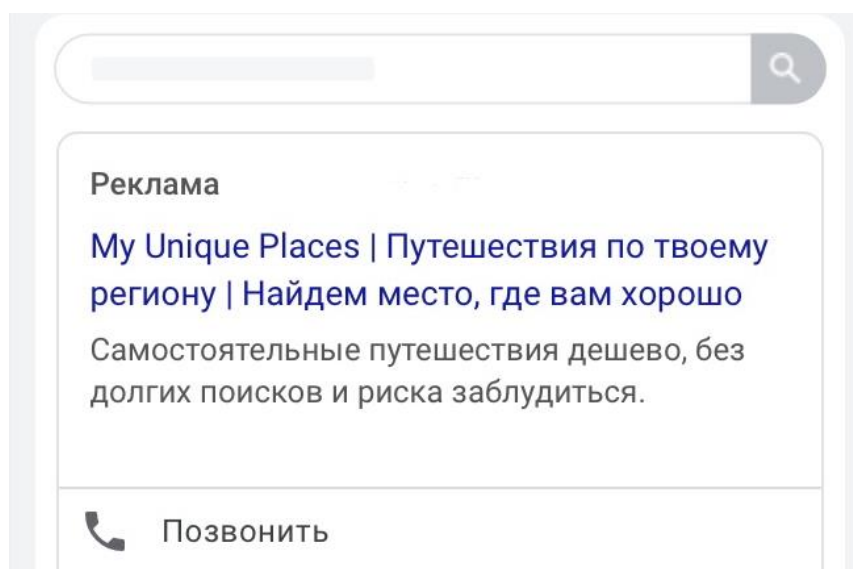 Реклама
My Unique Places | Путешествия по твоему
региону | Найдем место, где вам хорошо
Самостоятельные путешествия дешево, без
долгих поисков и риска заблудиться.
Позвонить